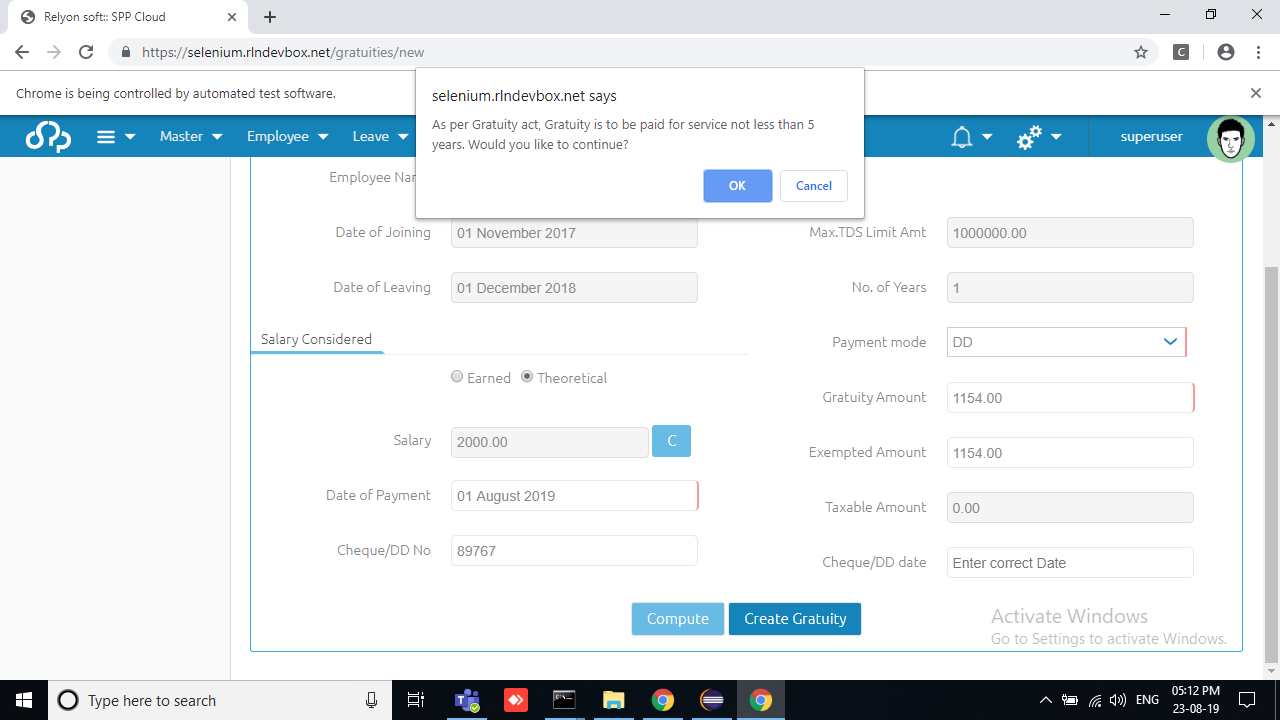 Relyon soft:: SPP Cloud
https://selenium.rlndevbox.net/gratuities/new
C
Chrome is being controlled by automated test software.
selenium.rlndevbox.net says
As per Gratuity act, Gratuity is to be paid for service not less than 5
years. Would you like to continue?
OK Cancel
Master Employee Leave superuser
Date of Joining 01 November 2017 Max.TDS Limit Amt 1000000.00
Date of Leaving 01 December 2018 No. of Years 1
Salary Considered
Payment mode DD
Earned Theoretical
Gratuity Amount 1154.00
Salary 2000.00 C
Exempted Amount 1154.00
Date of Payment 01 August 2019
Taxable Amount 0.00
Cheque/DD No 89767
Cheque/DD date Enter correct Date
Compute Create Gratuity
Activate Windows
Go to Settings to activate Windows.
Type here to search
ENG
05:12 PM
23-08-19